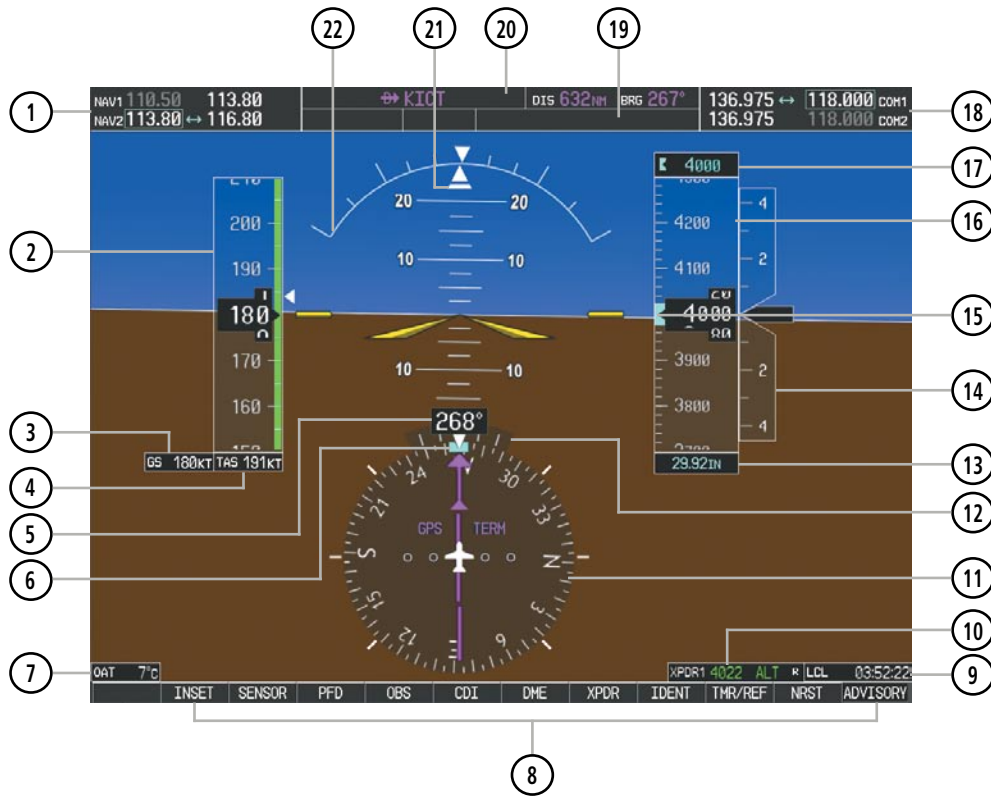 22 21 20 19
1 18
NAV1 110.50 113.80
NAV2 113.80 ↔ 116.80
KICT DIS 632NM BRG 267°
136.975 ↔ 118.000 COM1
136.975 118.000 COM2
17
4000
2
200
190
180
170
160
20 20
10 10
10 10
16
4200
4100
4000
20
80
3900
3800
4
2
2
4
15
14
3
GS 180KT TAS 191KT
4
29.92IN
13
5
268°
6
12
24 30 33 N 3 6 12 15 S 21
GPS TERM
11
10
7
OAT 7°C
XPDR1 4022 ALT R LCL 03:52:22
9
INSET SENSOR PFD OBS CDI DME XPDR IDENT TMR/REF NRST ADVISORY
8